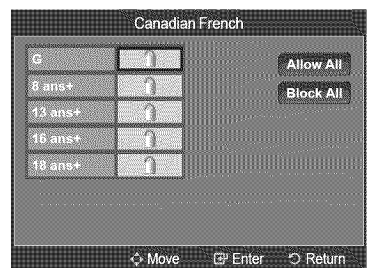 Canadian French
G
8 ans+
13 ans+
16 ans+
18 ans+
Allow All
Block All
Move Enter Return